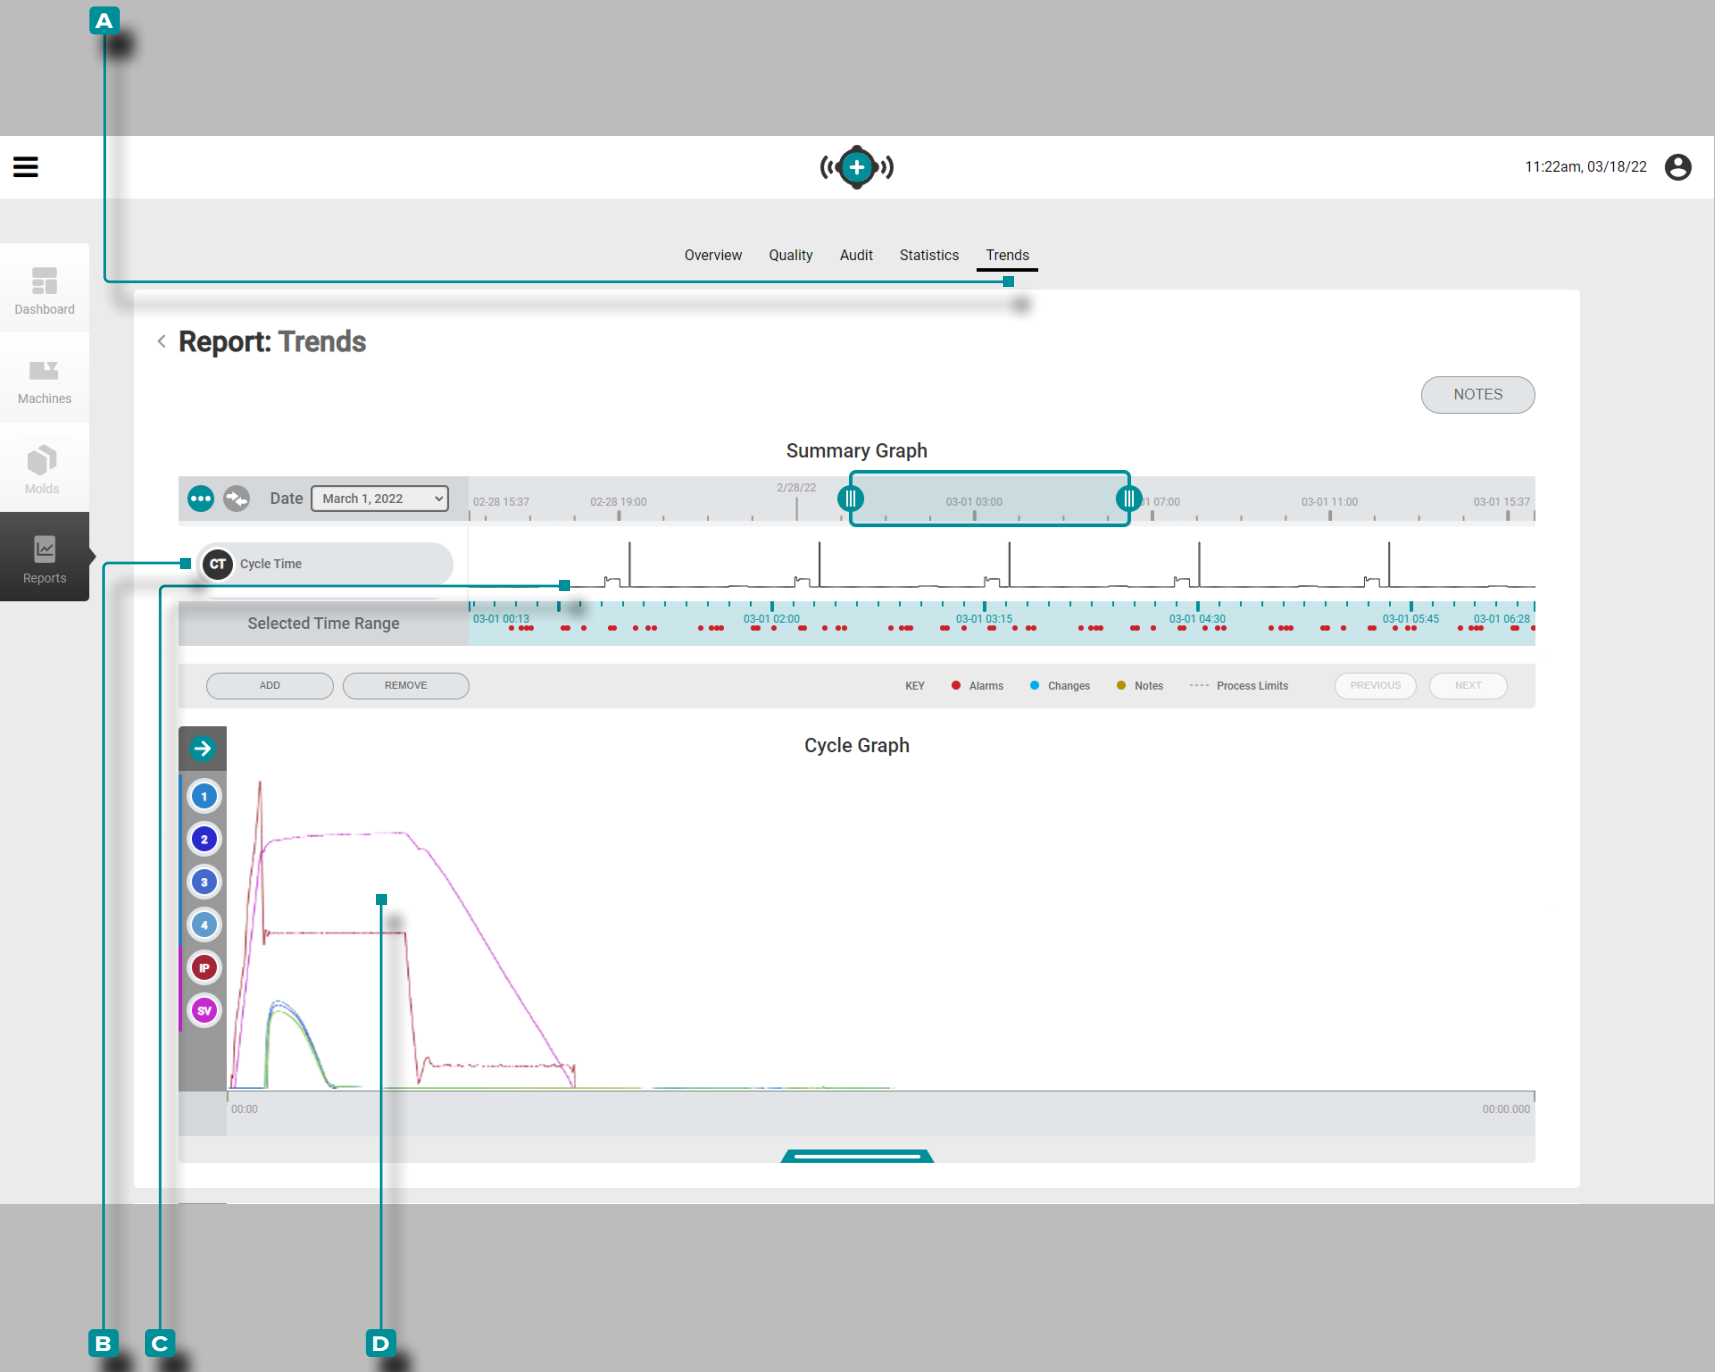 A
11:22am, 03/18/22
Overview Quality Audit Statistics Trends
Dashboard
Machines
Molds
Reports
Report: Trends
NOTES
Summary Graph
Date March 1, 2022
02-28 15:37 02-28 19:00 2/28/22 03-01 03:00 1 07:00 03-01 11:00 03-01 15:37
CT Cycle Time
Selected Time Range
03-01 00:13 03-01 02:00 03-01 03:15 03-01 04:30 03-01 05:45 03-01 06:28
ADD REMOVE KEY Alarms Changes Notes Process Limits PREVIOUS NEXT
Cycle Graph
1
2
3
4
IP
SV
00:00 00:00.000
B C D